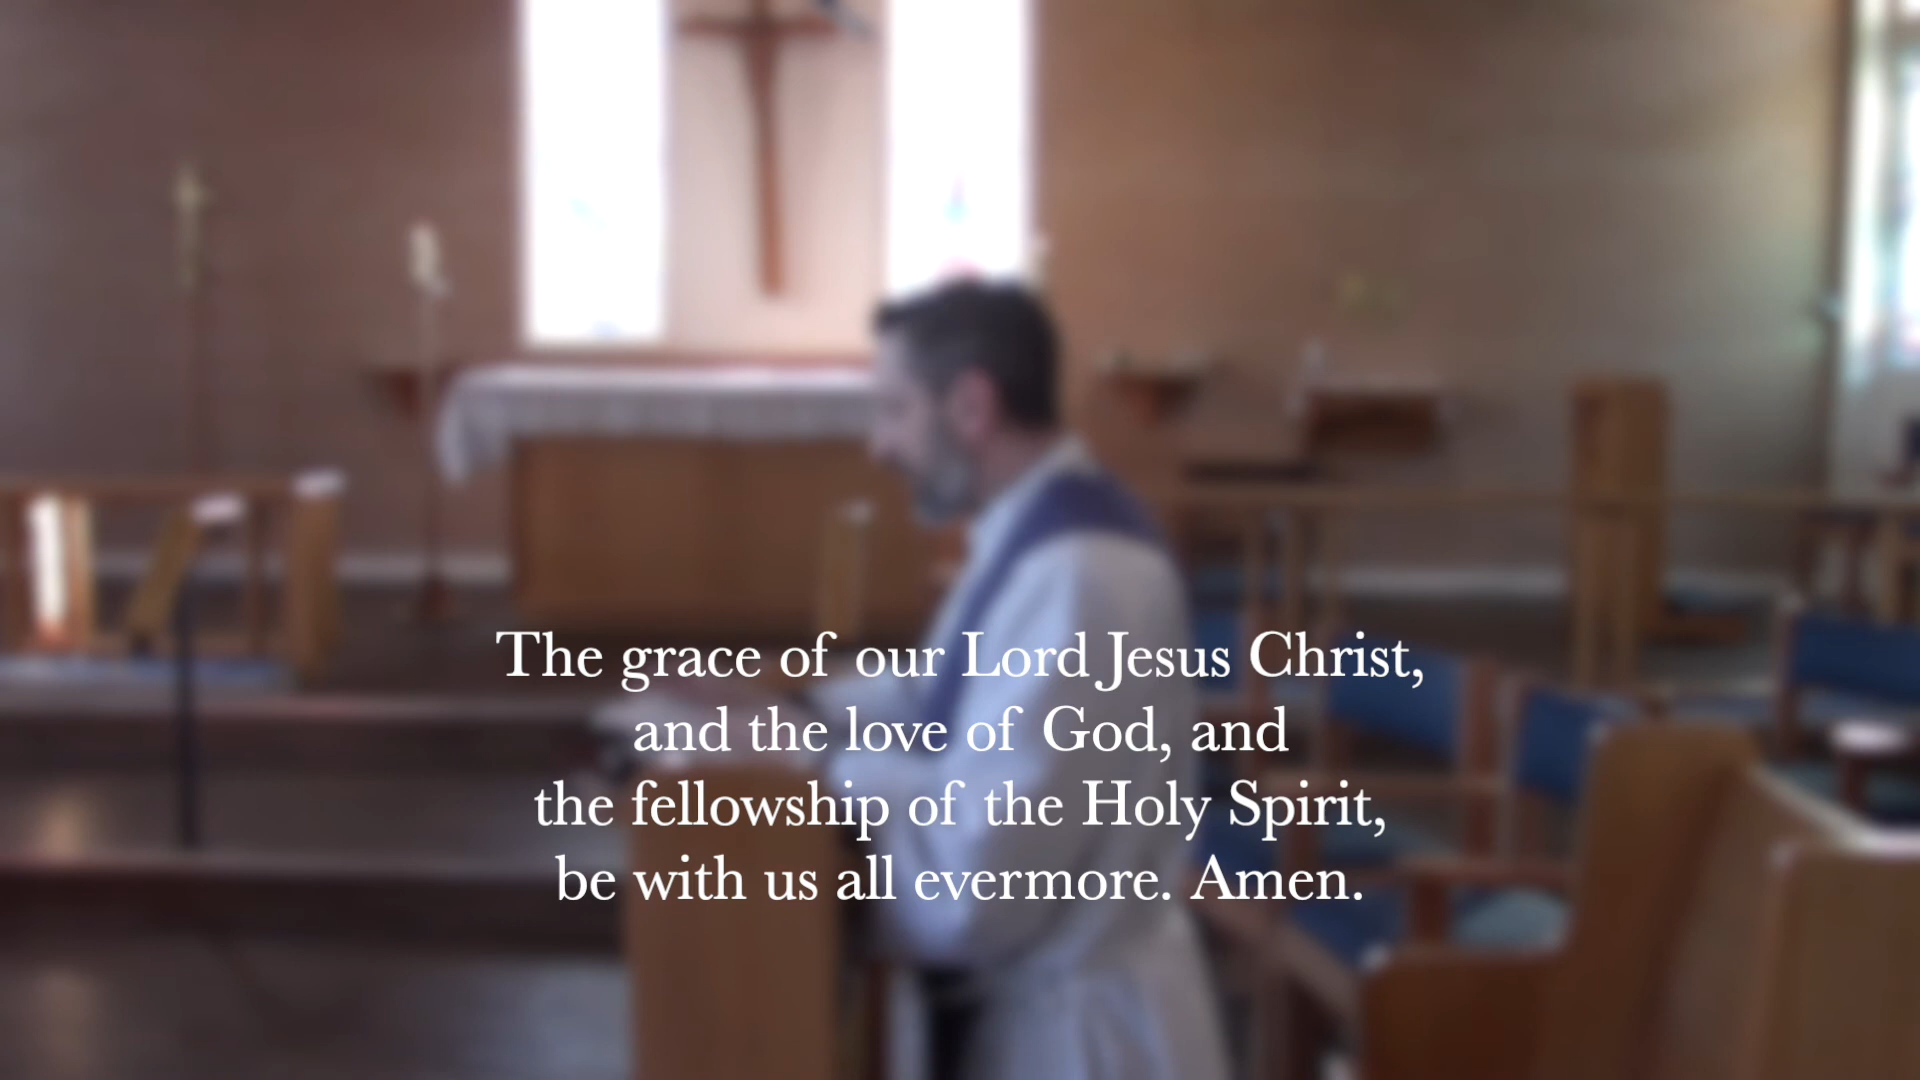 The grace of our Lord Jesus Christ,
and the love of God, and
the fellowship of the Holy Spirit,
be with us all evermore. Amen.